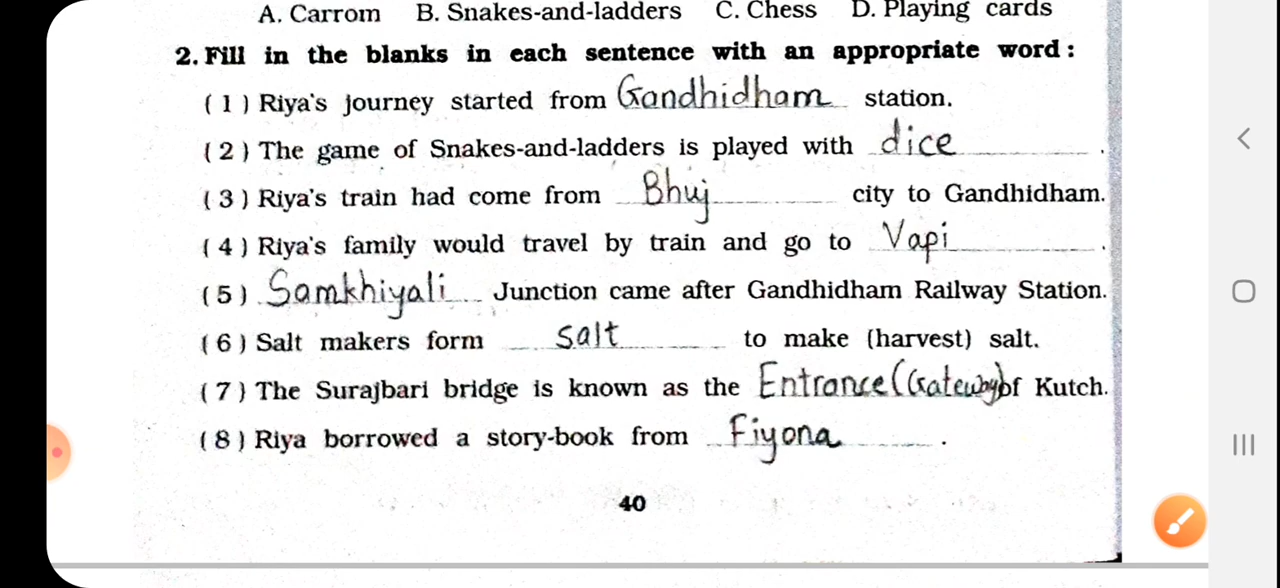 A. Carrom B. Snakes-and-ladders C. Chess D. Playing cards
2. Fill in the blanks in each sentence with an appropriate word :
( 1 ) Riya's journey started from Gandhidham station.
( 2 ) The game of Snakes-and-ladders is played with dice .
( 3 ) Riya's train had come from Bhuj city to Gandhidham.
( 4 ) Riya's family would travel by train and go to Vapi .
( 5 ) Samkhiyali Junction came after Gandhidham Railway Station.
( 6 ) Salt makers form salt to make (harvest) salt.
( 7 ) The Surajbari bridge is known as the Entrance (Gateway) of Kutch.
( 8 ) Riya borrowed a story-book from Fiyona .
40